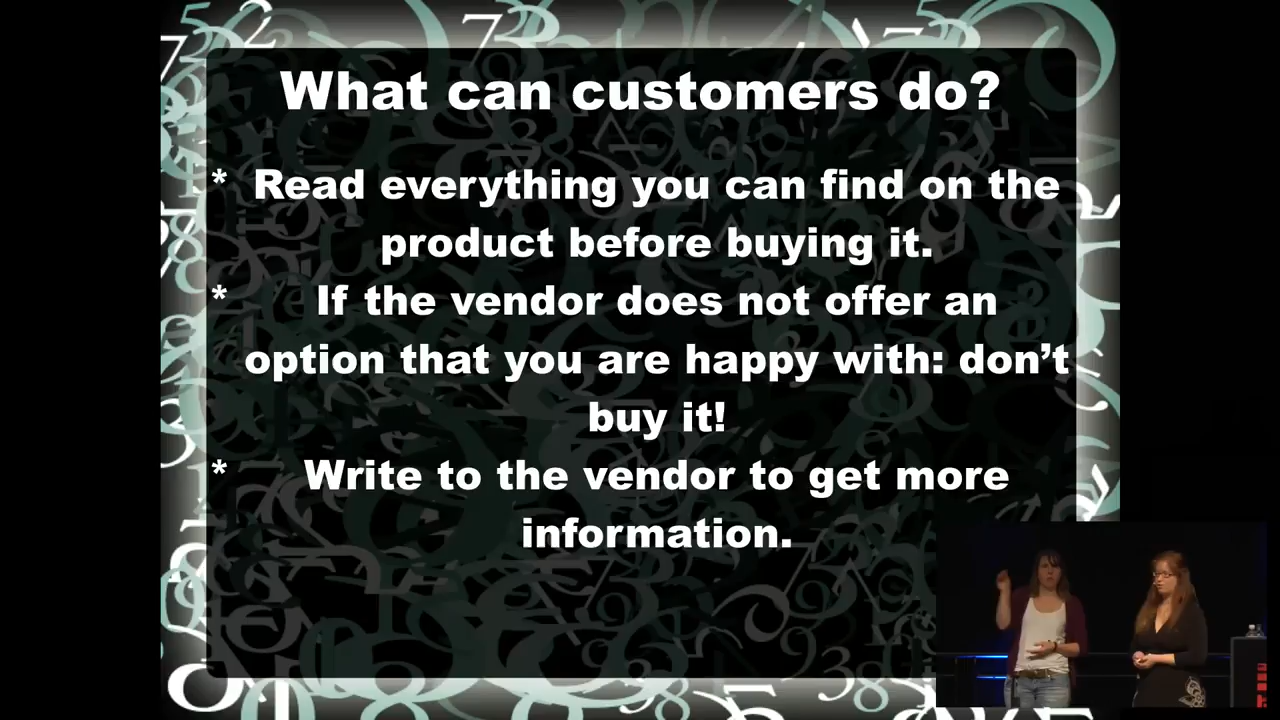 What can customers do?
* Read everything you can find on the
product before buying it.
* If the vendor does not offer an
option that you are happy with: don’t
buy it!
* Write to the vendor to get more
information.